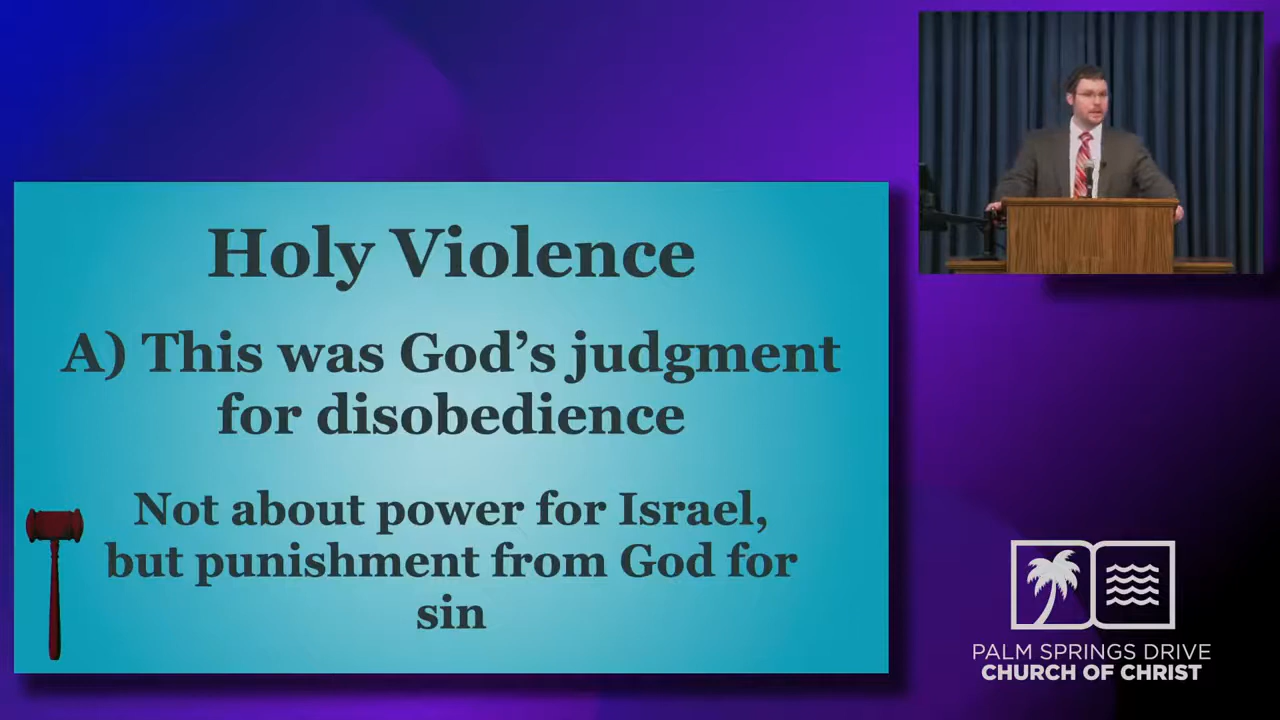 Holy Violence
A) This was God’s judgment
for disobedience
Not about power for Israel,
but punishment from God for
sin
PALM SPRINGS DRIVE
CHURCH OF CHRIST